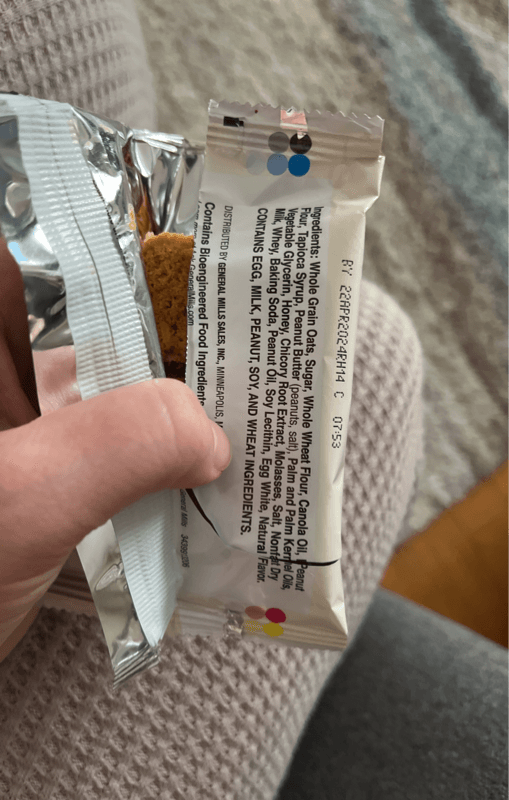 BY 22APR2024RH14 C 07:53
Ingredients: Whole Grain Oats, Sugar, Whole Wheat Flour, Canola Oil, Peanut
Flour, Tapioca Syrup, Peanut Butter (peanuts, salt), Palm and Palm Kernel Oils,
Vegetable Glycerin, Honey, Chicory Root Extract, Molasses, Salt, Nonfat Dry
Milk, Whey, Baking Soda, Peanut Oil, Soy Lecithin, Egg White, Natural Flavor.
CONTAINS EGG, MILK, PEANUT, SOY, AND WHEAT INGREDIENTS.
DISTRIBUTED BY GENERAL MILLS SALES, INC., MINNEAPOLIS, M
Contains Bioengineered Food Ingredients
GeneralMills.com